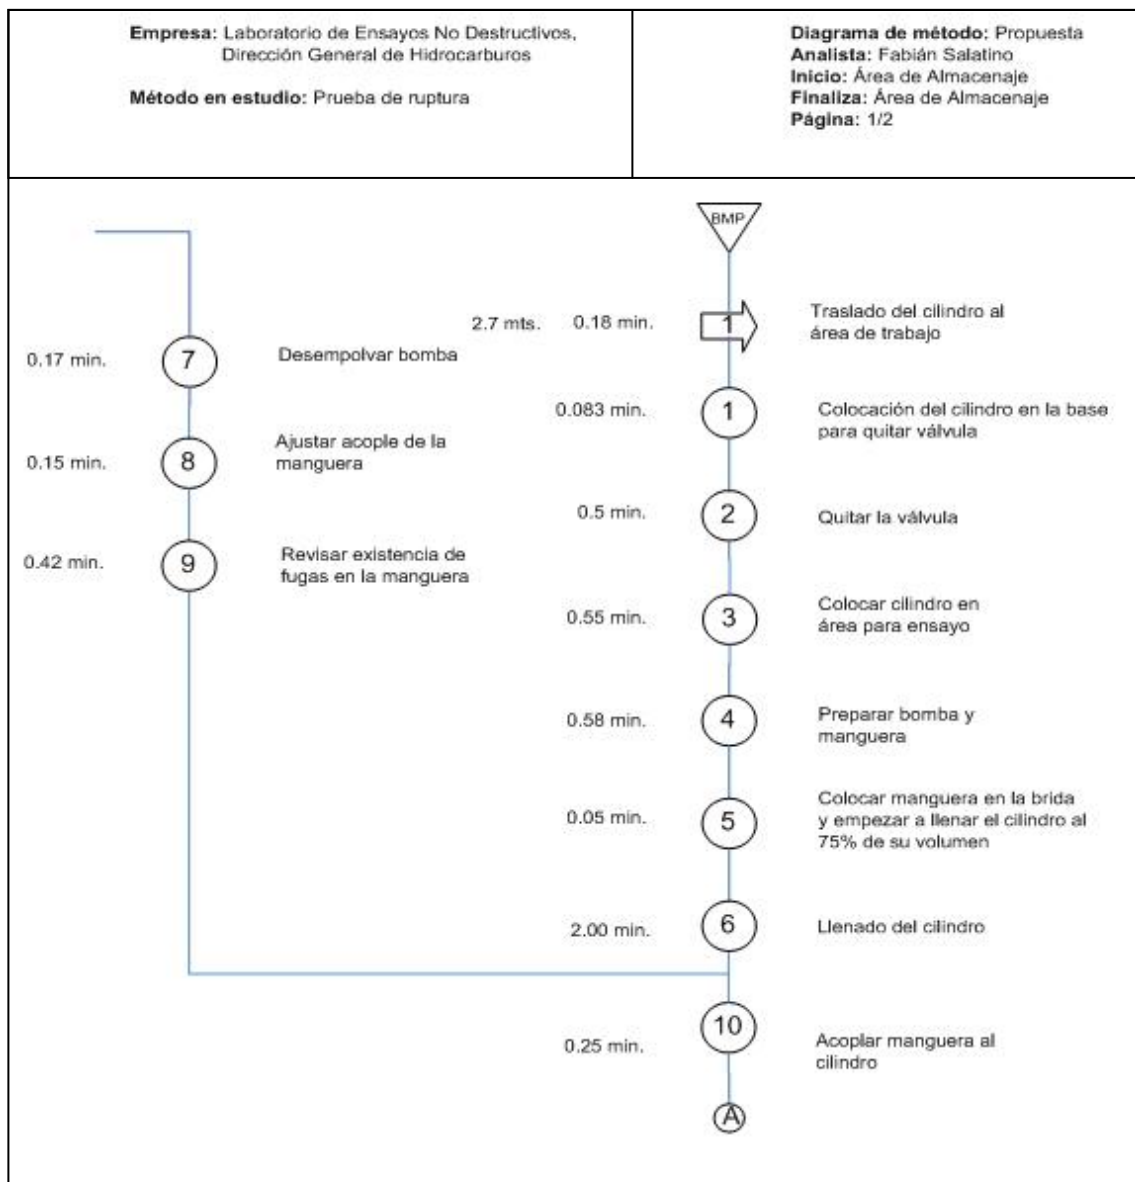 Empresa: Laboratorio de Ensayos No Destructivos,
Dirección General de Hidrocarburos
Método en estudio: Prueba de ruptura
Diagrama de método: Propuesta
Analista: Fabián Salatino
Inicio: Área de Almacenaje
Finaliza: Área de Almacenaje
Página: 1/2
0.17 min.
7
Desempolvar bomba
0.15 min.
8
Ajustar acople de la
manguera
0.42 min.
9
Revisar existencia de
fugas en la manguera
BMP
2.7 mts.
0.18 min.
1
Traslado del cilindro al
área de trabajo
0.083 min.
1
Colocación del cilindro en la base
para quitar válvula
0.5 min.
2
Quitar la válvula
0.55 min.
3
Colocar cilindro en
área para ensayo
0.58 min.
4
Preparar bomba y
manguera
0.05 min.
5
Colocar manguera en la brida
y empezar a llenar el cilindro al
75% de su volumen
2.00 min.
6
Llenado del cilindro
0.25 min.
10
Acoplar manguera al
cilindro
A